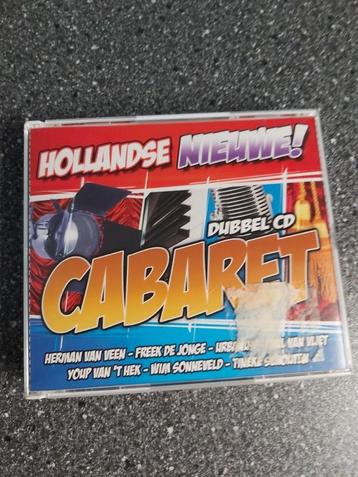 HOLLANDSE NIEUWE!
DUBBEL CD
CABARET
HERMAN VAN VEEN - FREEK DE JONGE - VAN VLIET
YOUP VAN 'T HEK - WIM SONNEVELD - TINEKE